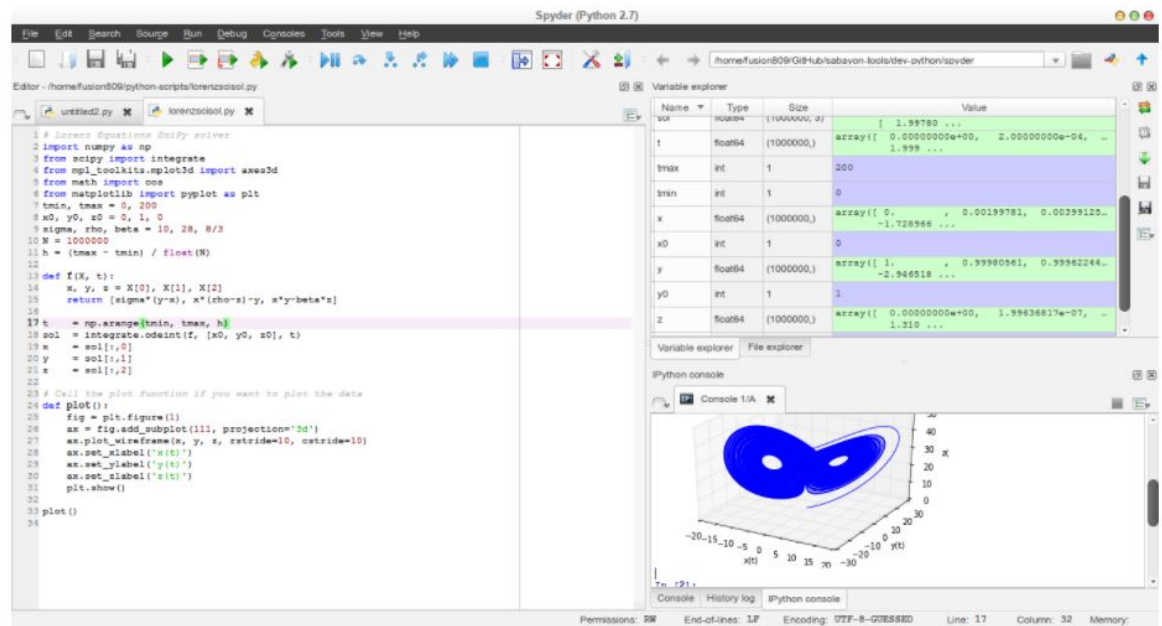 Spyder (Python 2.7)
File Edit Search Source Run Debug Consoles Tools View Help
/home/fusion809/GitHub/sabayon-tools/dev-python/spyder
Editor - /home/fusion809/python-scripts/lorenzscisol.py
untitled2.py
lorenzscisol.py
1 # Lorenz Equations SciPy solver
2 import numpy as np
3 from scipy import integrate
4 from mpl_toolkits.mplot3d import axes3d
5 from math import cos
6 from matplotlib import pyplot as plt
7 tmin, tmax = 0, 200
8 x0, y0, z0 = 0, 1, 0
9 sigma, rho, beta = 10, 28, 8/3
10 N = 1000000
11 h = (tmax - tmin) / float(N)
12
13 def f(X, t):
14 x, y, z = X[0], X[1], X[2]
15 return [sigma*(y-x), x*(rho-z)-y, x*y-beta*z]
16
17 t = np.arange(tmin, tmax, h)
18 sol = integrate.odeint(f, [x0, y0, z0], t)
19 x = sol[:,0]
20 y = sol[:,1]
21 z = sol[:,2]
22
23 # Call the plot function if you want to plot the data
24 def plot():
25 fig = plt.figure(1)
26 ax = fig.add_subplot(111, projection='3d')
27 ax.plot_wireframe(x, y, z, rstride=10, cstride=10)
28 ax.set_xlabel('x(t)')
29 ax.set_ylabel('y(t)')
30 ax.set_zlabel('z(t)')
31 plt.show()
32
33 plot()
34
Variable explorer
Name Type Size Value
sol float64 (1000000, 3) [ 1.99780 ...
t float64 (1000000,) array([ 0.00000000e+00, 2.00000000e-04, ...
1.999 ...
tmax int 1 200
tmin int 1 0
x float64 (1000000,) array([ 0. , 0.00199781, 0.00399125...
-1.728966 ...
x0 int 1 0
y float64 (1000000,) array([ 1. , 0.99980561, 0.99962244...
-2.946518 ...
y0 int 1 1
z float64 (1000000,) array([ 0.00000000e+00, 1.99636817e-07, ...
1.310 ...
Variable explorer File explorer
IPython console
Console 1/A
50
40
30
20
10
0
z(
-20 -15 -10 -5 0 5 10 15 20
x(t)
-30 -20 -10 0 10 20 30
y(t)
In [2]:
Console History log IPython console
Permissions: RW End-of-lines: LF Encoding: UTF-8-GUESSED Line: 17 Column: 32 Memory: